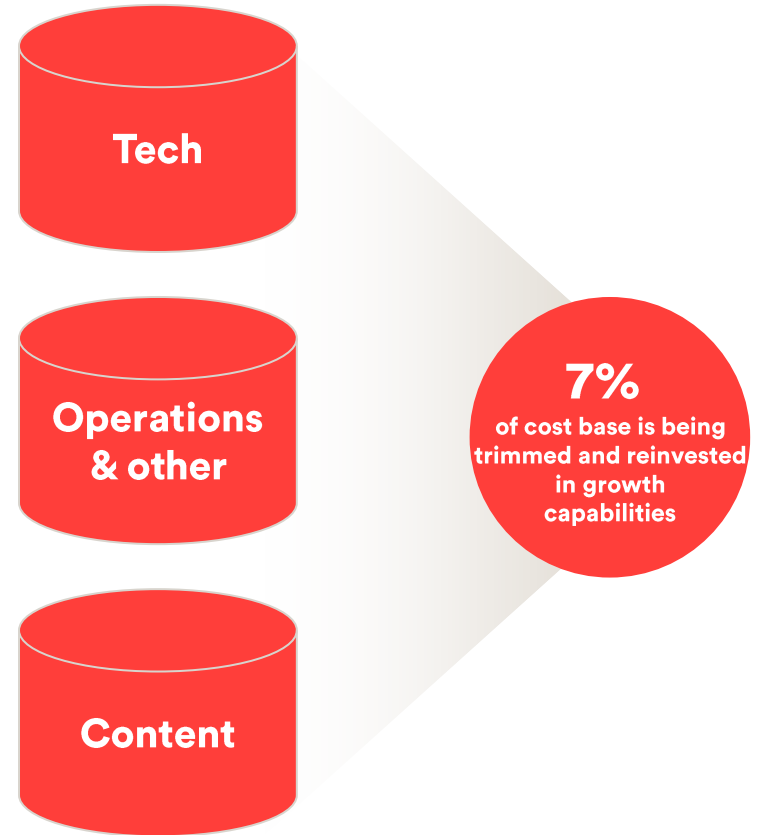 Tech
Operations
& other
Content
7%
of cost base is being
trimmed and reinvested
in growth
capabilities